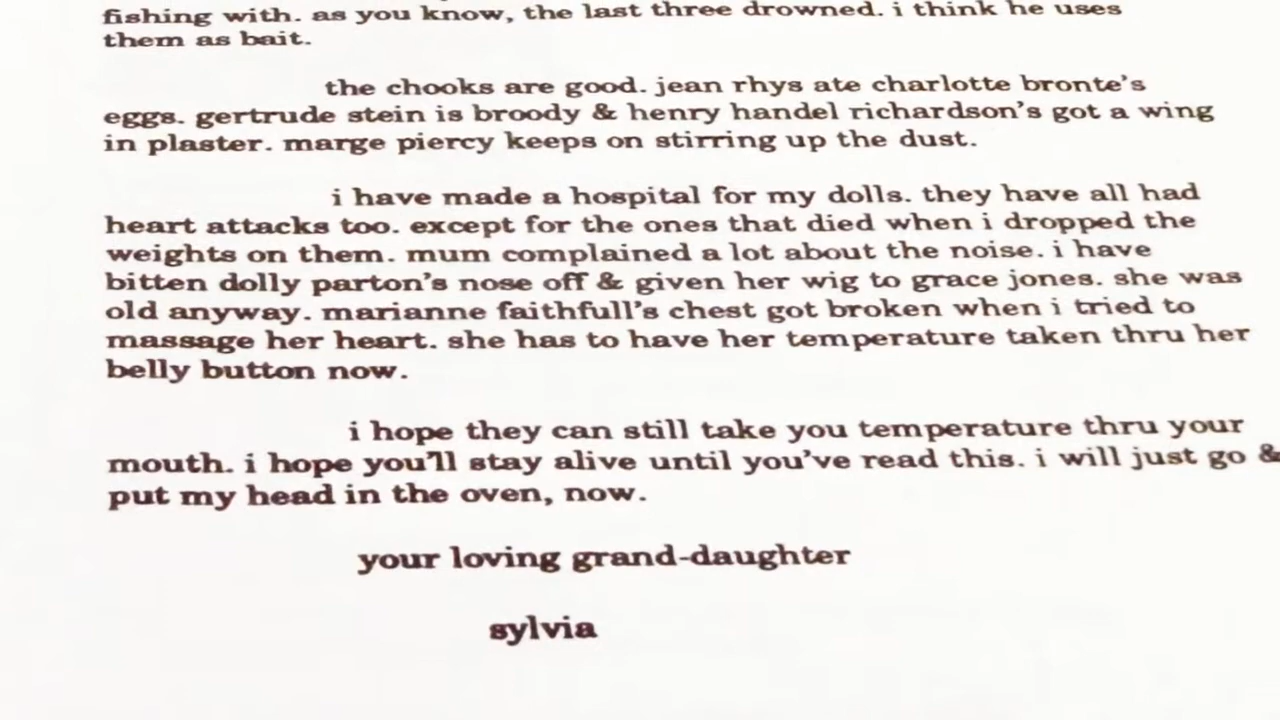 fishing with. as you know, the last three drowned. i think he uses
them as bait.
the chooks are good. jean rhys ate charlotte bronte's
eggs. gertrude stein is broody & henry handel richardson's got a wing
in plaster. marge piercy keeps on stirring up the dust.
i have made a hospital for my dolls. they have all had
heart attacks too. except for the ones that died when i dropped the
weights on them. mum complained a lot about the noise. i have
bitten dolly parton's nose off & given her wig to grace jones. she was
old anyway. marianne faithfull's chest got broken when i tried to
massage her heart. she has to have her temperature taken thru her
belly button now.
i hope they can still take you temperature thru your
mouth. i hope you'll stay alive until you've read this. i will just go &
put my head in the oven, now.
your loving grand-daughter
sylvia